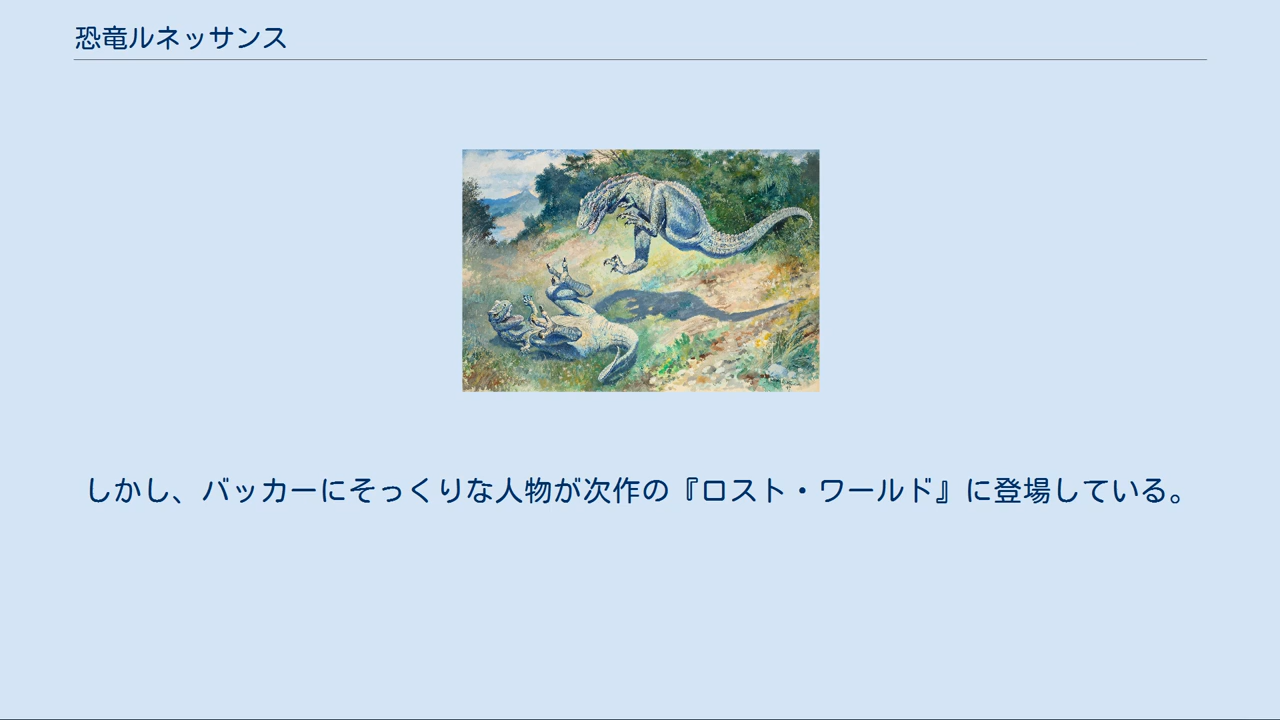 恐竜ルネッサンス
しかし、バッカーにそっくりな人物が次作の『ロスト・ワールド』に登場している。